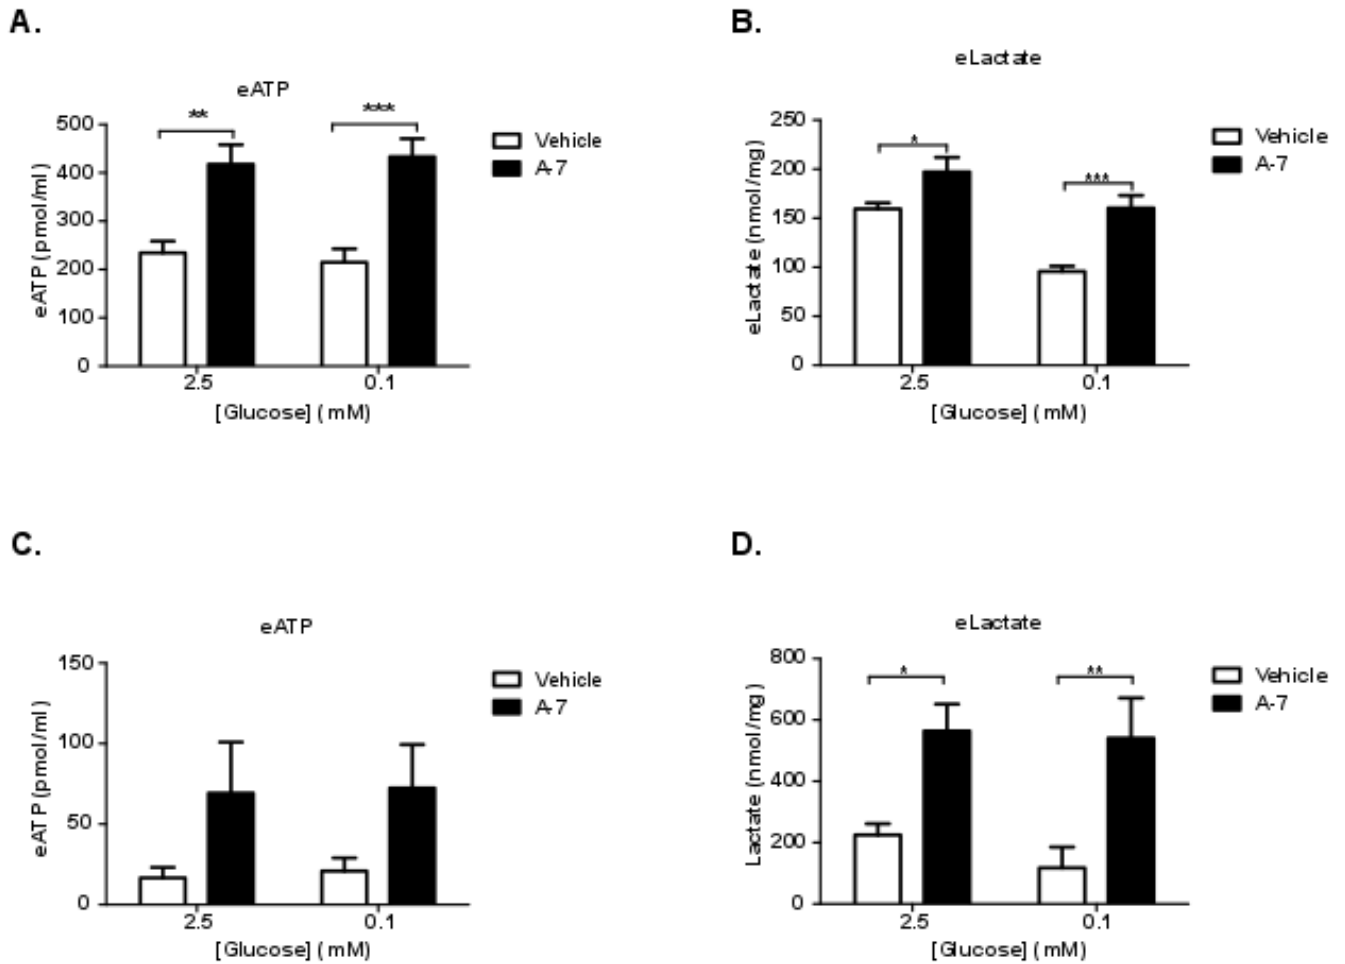 A.
eATP
** ***
500
400
300
200
100
0
eATP (pmol/ml)
2.5 0.1
[Glucose] (mM)
Vehicle
A-7
B.
eLactate
* ***
250
200
150
100
50
0
eLactate (nmol/mg)
2.5 0.1
[Glucose] (mM)
Vehicle
A-7
C.
eATP
150
100
50
0
eATP (pmol/ml)
2.5 0.1
[Glucose] (mM)
Vehicle
A-7
D.
eLactate
* **
800
600
400
200
0
Lactate (nmol/mg)
2.5 0.1
[Glucose] (mM)
Vehicle
A-7